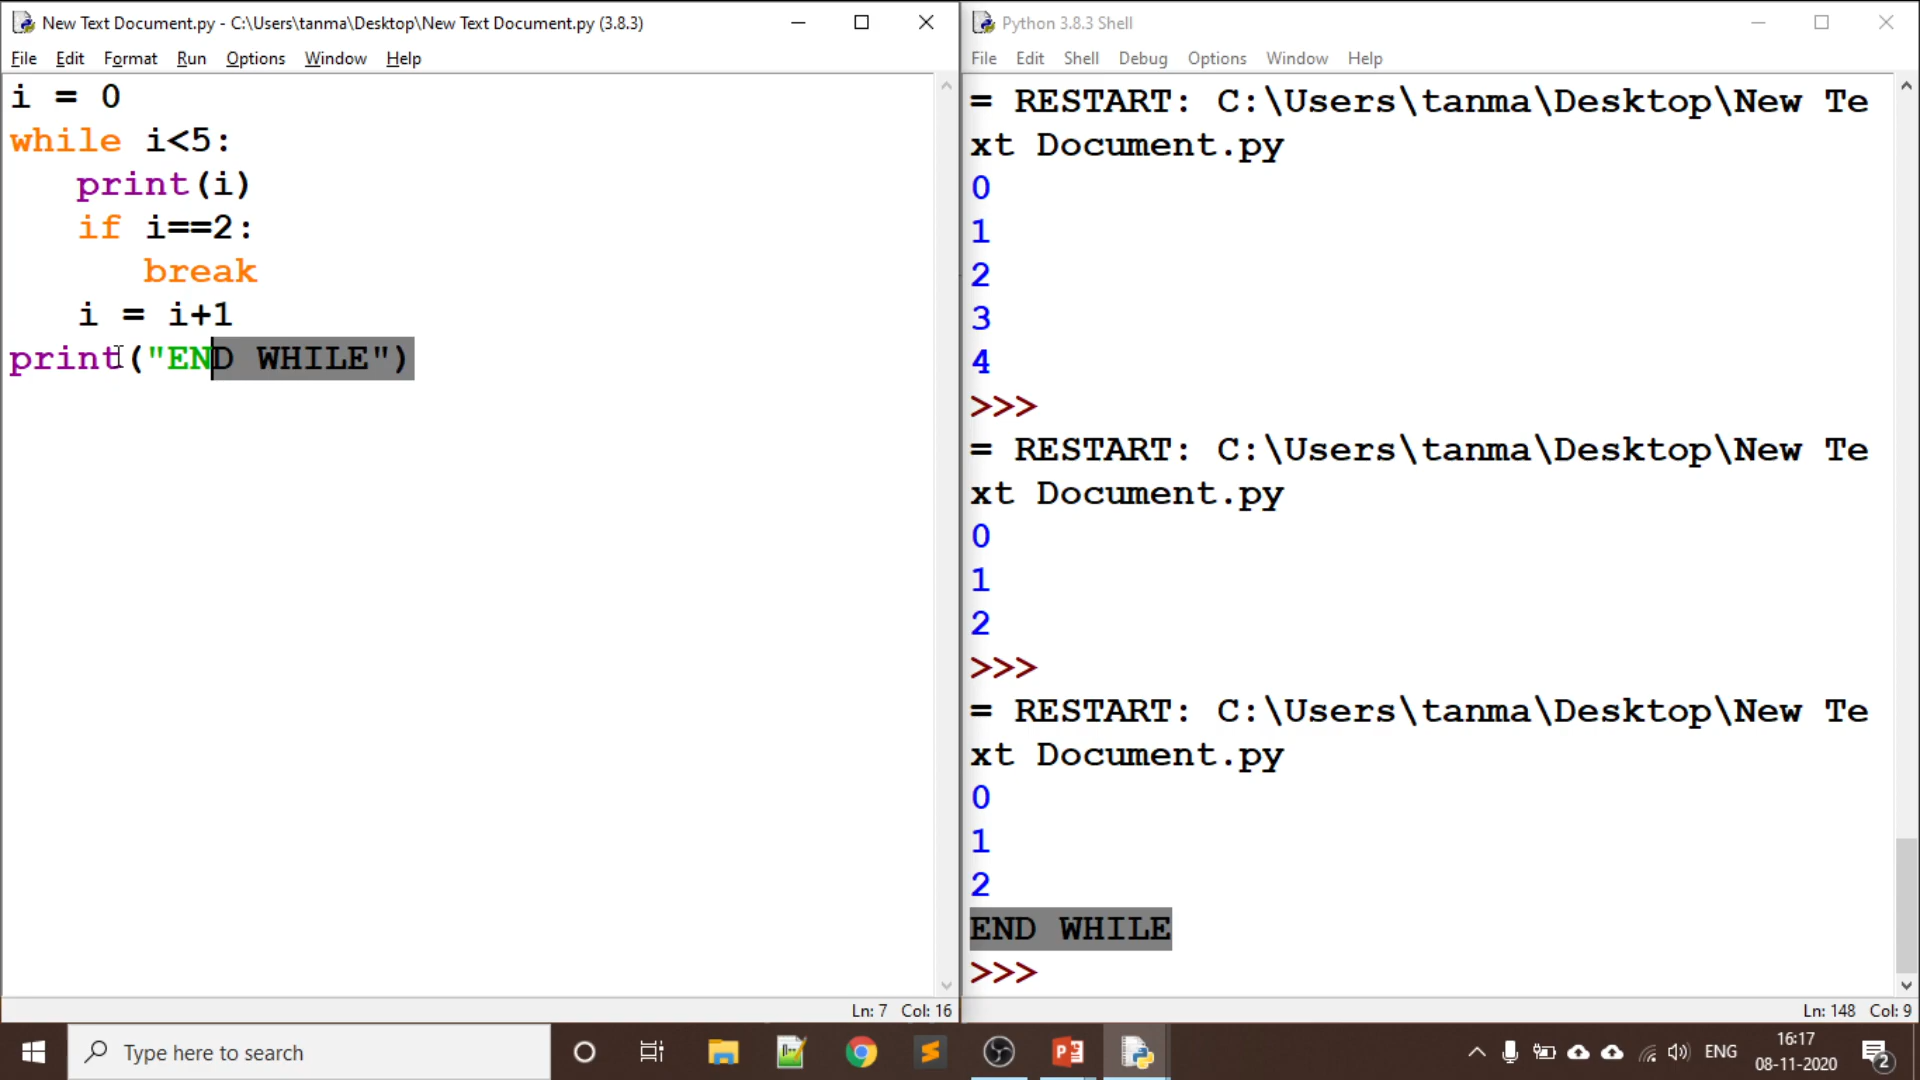 New Text Document.py - C:\Users\tanma\Desktop\New Text Document.py (3.8.3)
File Edit Format Run Options Window Help
i = 0
while i<5:
print(i)
if i==2:
break
i = i+1
print("END WHILE")
Ln: 7 Col: 16
Python 3.8.3 Shell
File Edit Shell Debug Options Window Help
= RESTART: C:\Users\tanma\Desktop\New Te
xt Document.py
0
1
2
3
4
>>>
= RESTART: C:\Users\tanma\Desktop\New Te
xt Document.py
0
1
2
>>>
= RESTART: C:\Users\tanma\Desktop\New Te
xt Document.py
0
1
2
END WHILE
>>>
Ln: 148 Col: 9
Type here to search
ENG
16:17
08-11-2020
2